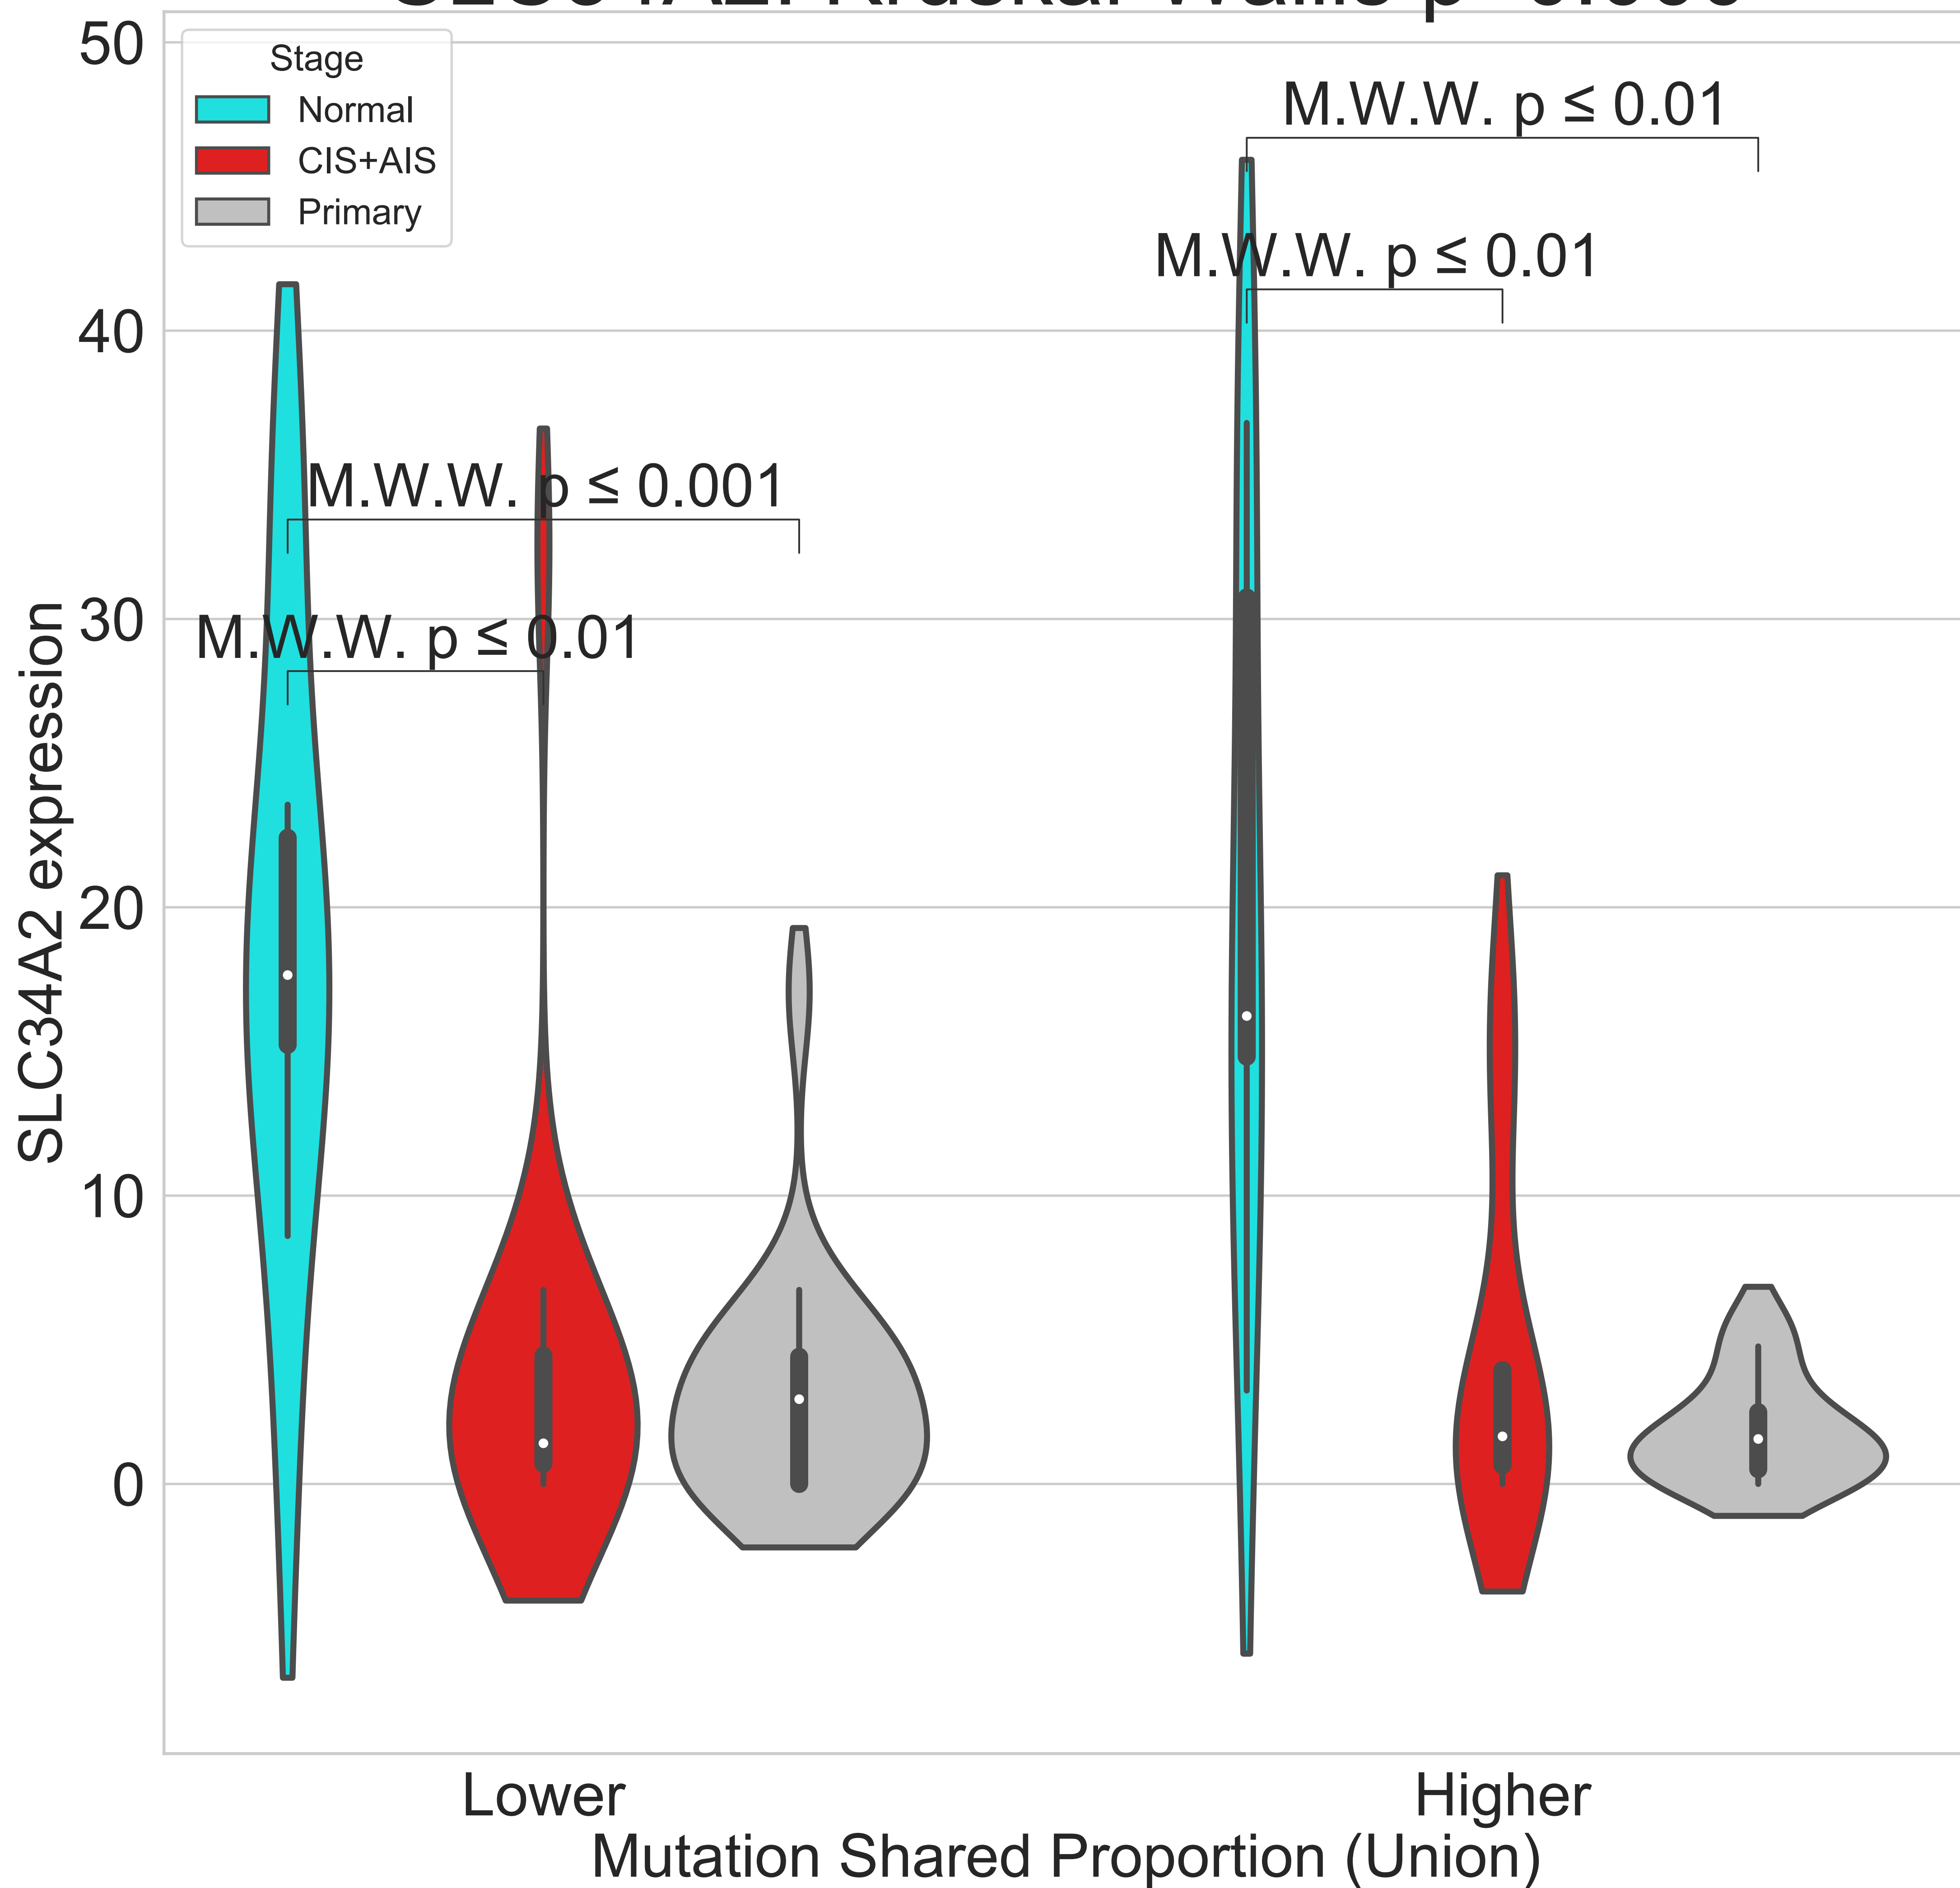 Stage
Normal
CIS+AIS
Primary
M.W.W. p ≤ 0.01
M.W.W. p ≤ 0.01
M.W.W. p ≤ 0.001
M.W.W. p ≤ 0.01
50
40
30
20
10
0
SLC34A2 expression
Lower
Higher
Mutation Shared Proportion (Union)